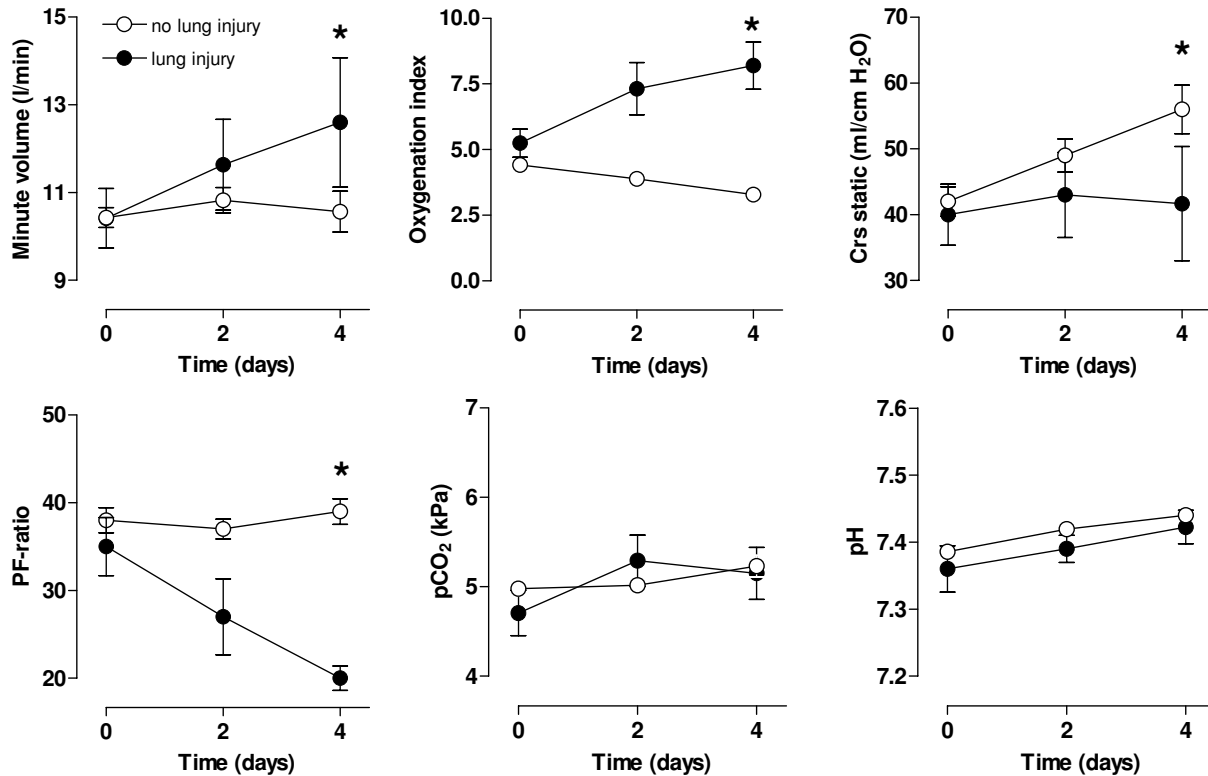 no lung injury
lung injury
Minute volume (l/min)
15
13
11
9
*
0 2 4
Time (days)
Oxygenation index
10.0
7.5
5.0
2.5
0.0
*
0 2 4
Time (days)
Crs static (ml/cm H₂O)
70
60
50
40
30
*
0 2 4
Time (days)
PF-ratio
50
40
30
20
*
0 2 4
Time (days)
pCO₂ (kPa)
7
6
5
4
0 2 4
Time (days)
pH
7.6
7.5
7.4
7.3
7.2
0 2 4
Time (days)